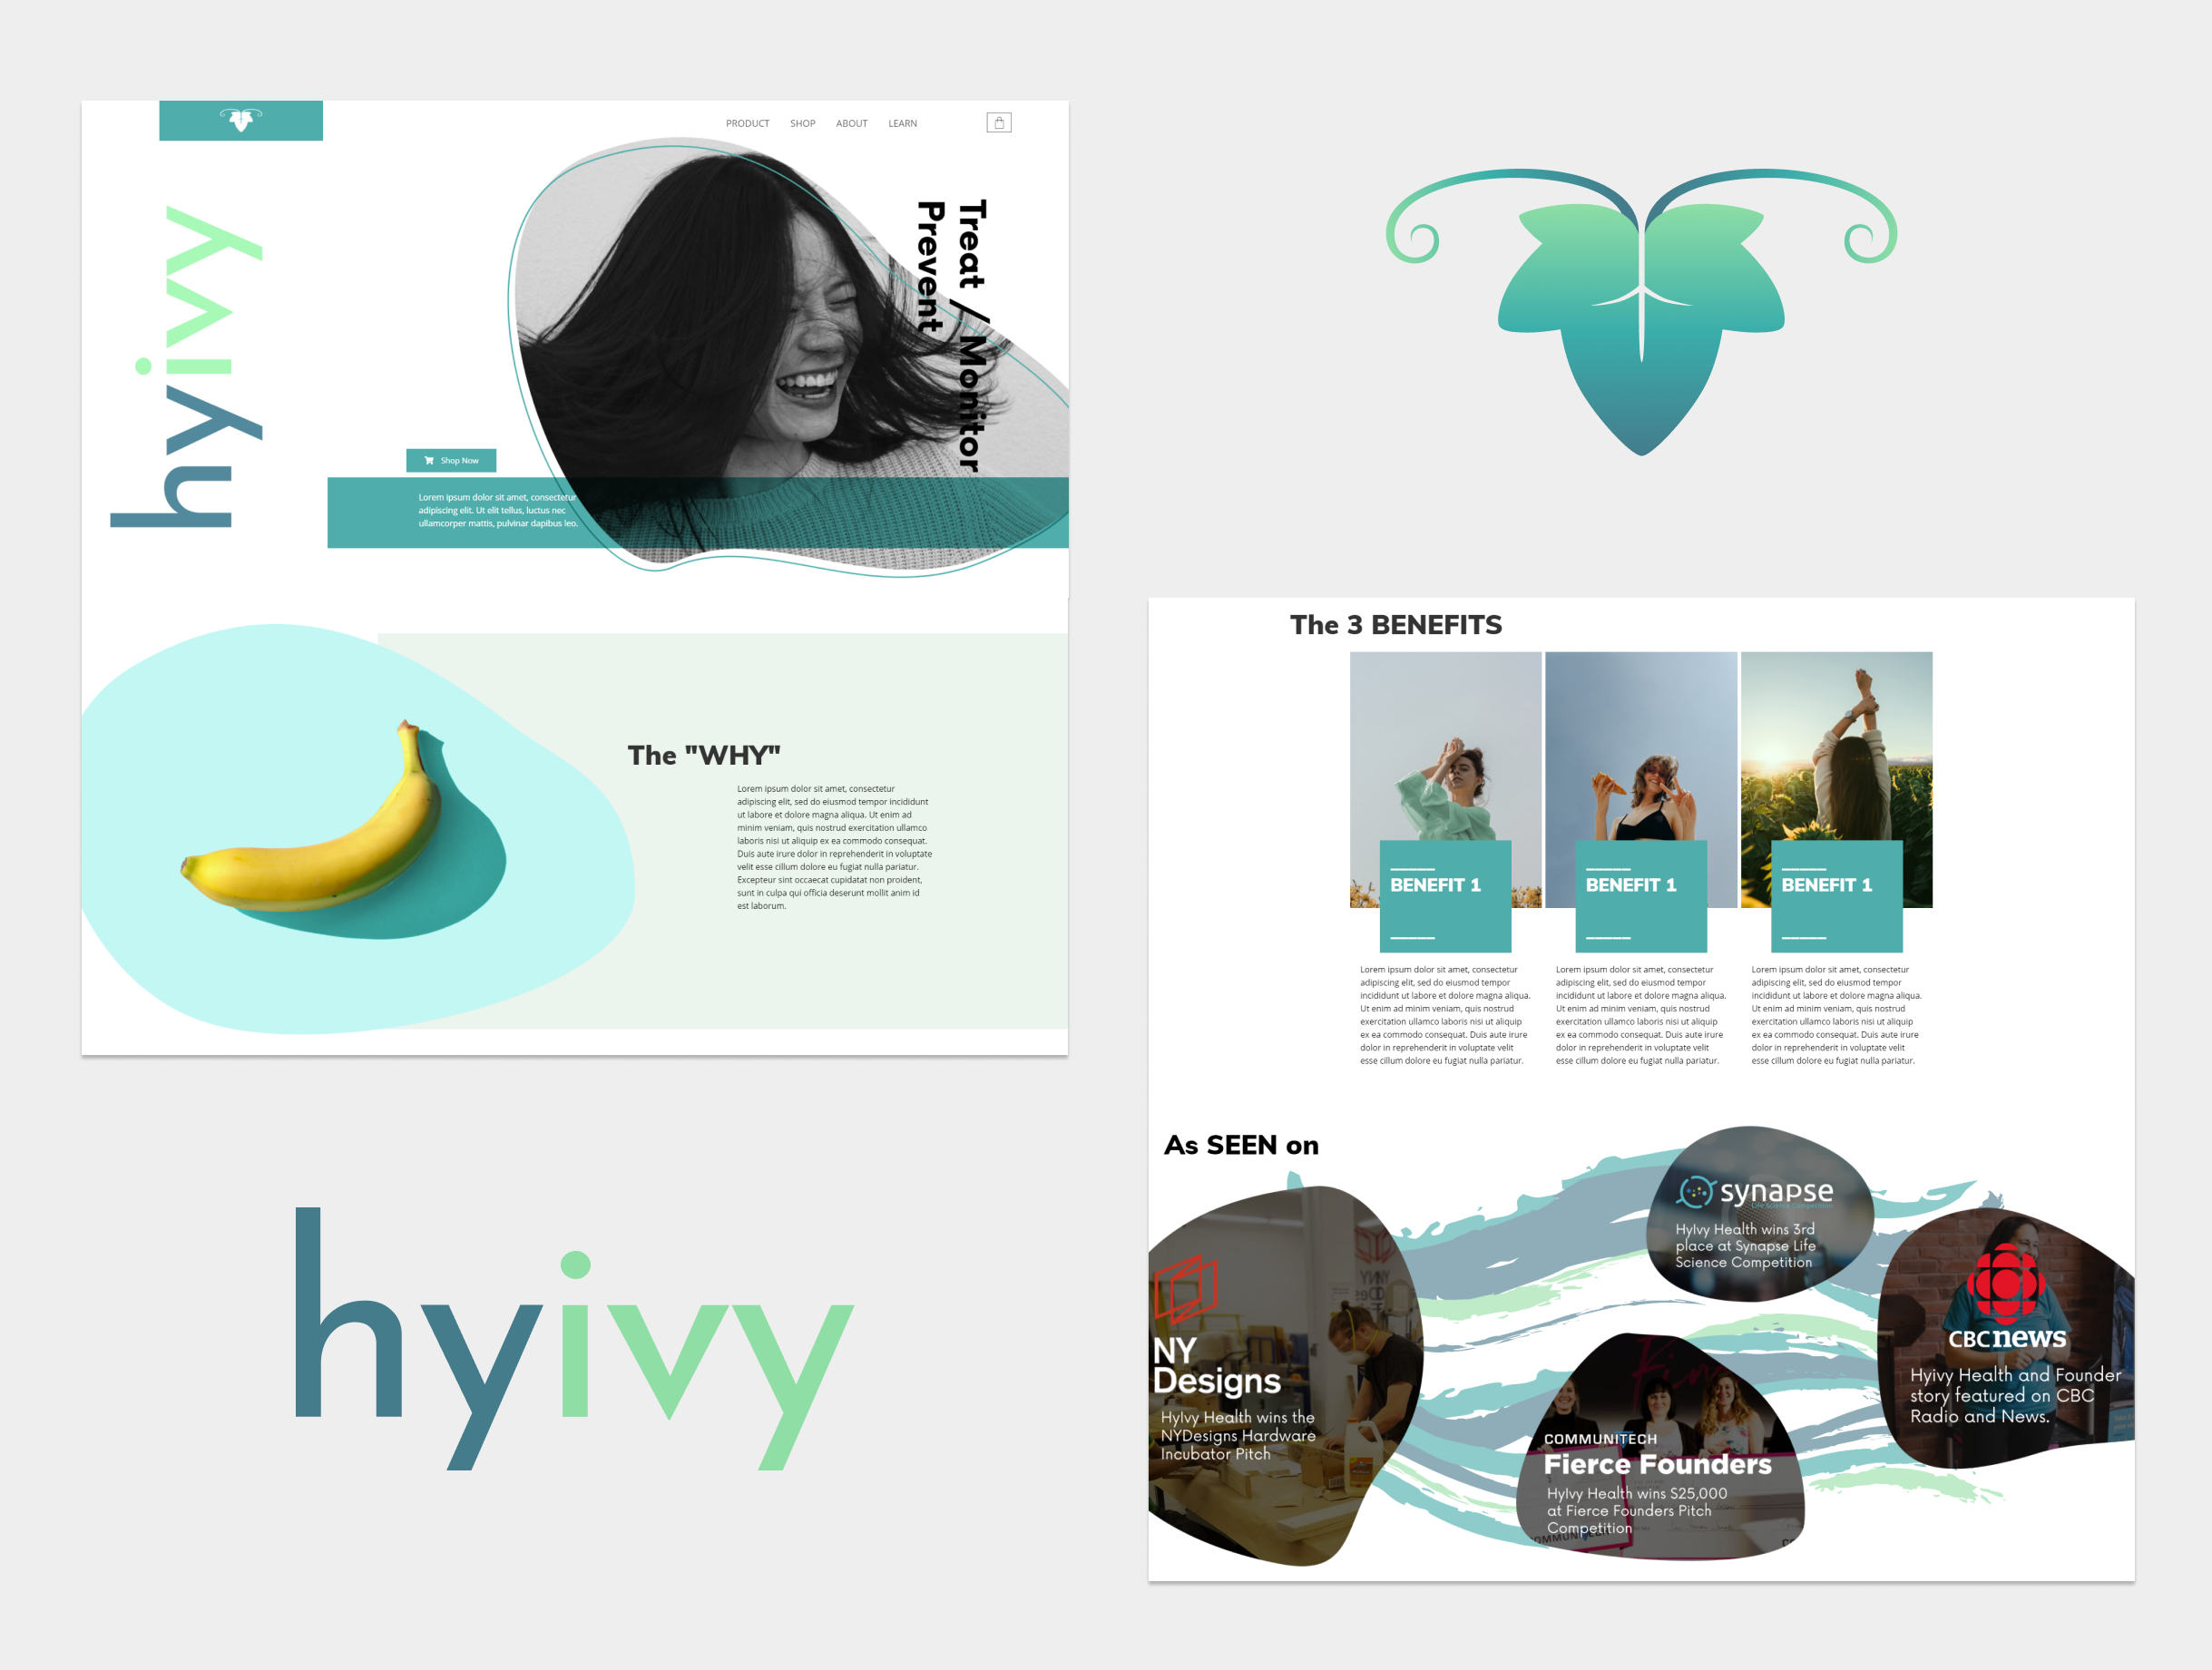 PRODUCT SHOP ABOUT LEARN
hyivy
Treat / Monitor
Prevent
Shop Now
Lorem ipsum dolor sit amet, consectetur
adipiscing elit. Ut elit tellus, luctus nec
ullamcorper mattis, pulvinar dapibus leo.
The "WHY"
Lorem ipsum dolor sit amet, consectetur
adipiscing elit, sed do eiusmod tempor incididunt
ut labore et dolore magna aliqua. Ut enim ad
minim veniam, quis nostrud exercitation ullamco
laboris nisi ut aliquip ex ea commodo consequat.
Duis aute irure dolor in reprehenderit in voluptate
velit esse cillum dolore eu fugiat nulla pariatur.
Excepteur sint occaecat cupidatat non proident,
sunt in culpa qui officia deserunt mollit anim id
est laborum.
hyivy
The 3 BENEFITS
BENEFIT 1
Lorem ipsum dolor sit amet, consectetur
adipiscing elit, sed do eiusmod tempor
incididunt ut labore et dolore magna aliqua.
Ut enim ad minim veniam, quis nostrud
exercitation ullamco laboris nisi ut aliquip
ex ea commodo consequat. Duis aute irure
dolor in reprehenderit in voluptate velit
esse cillum dolore eu fugiat nulla pariatur.
BENEFIT 1
Lorem ipsum dolor sit amet, consectetur
adipiscing elit, sed do eiusmod tempor
incididunt ut labore et dolore magna aliqua.
Ut enim ad minim veniam, quis nostrud
exercitation ullamco laboris nisi ut aliquip
ex ea commodo consequat. Duis aute irure
dolor in reprehenderit in voluptate velit
esse cillum dolore eu fugiat nulla pariatur.
BENEFIT 1
Lorem ipsum dolor sit amet, consectetur
adipiscing elit, sed do eiusmod tempor
incididunt ut labore et dolore magna aliqua.
Ut enim ad minim veniam, quis nostrud
exercitation ullamco laboris nisi ut aliquip
ex ea commodo consequat. Duis aute irure
dolor in reprehenderit in voluptate velit
esse cillum dolore eu fugiat nulla pariatur.
As SEEN on
synapse
Life Science Competition
HyIvy Health wins 3rd
place at Synapse Life
Science Competition
NY
Designs
HyIvy Health wins the
NYDesigns Hardware
Incubator Pitch
COMMUNITECH
Fierce Founders
HyIvy Health wins $25,000
at Fierce Founders Pitch
Competition
CBCnews
Hyivy Health and Founder
story featured on CBC
Radio and News.